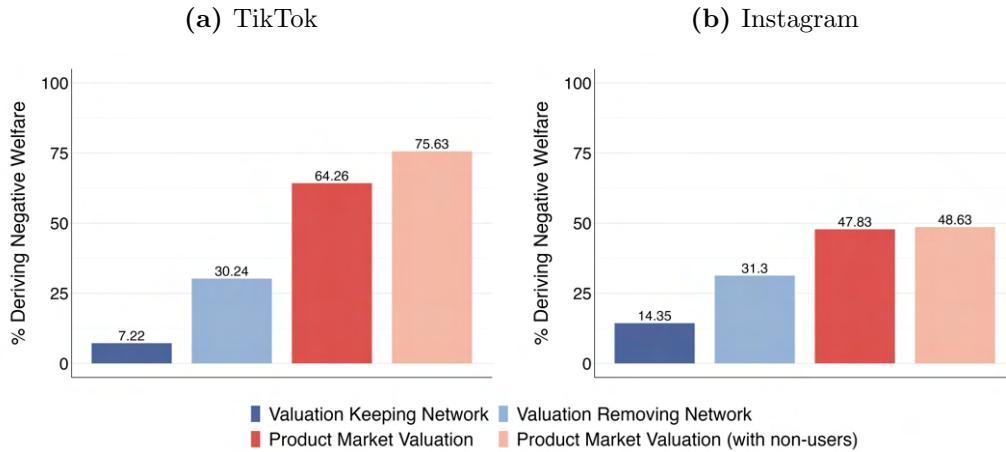 (a) TikTok
(b) Instagram
% Deriving Negative Welfare
100
75
50
25
0
7.22
30.24
64.26
75.63
% Deriving Negative Welfare
100
75
50
25
0
14.35
31.3
47.83
48.63
Valuation Keeping Network
Valuation Removing Network
Product Market Valuation
Product Market Valuation (with non-users)